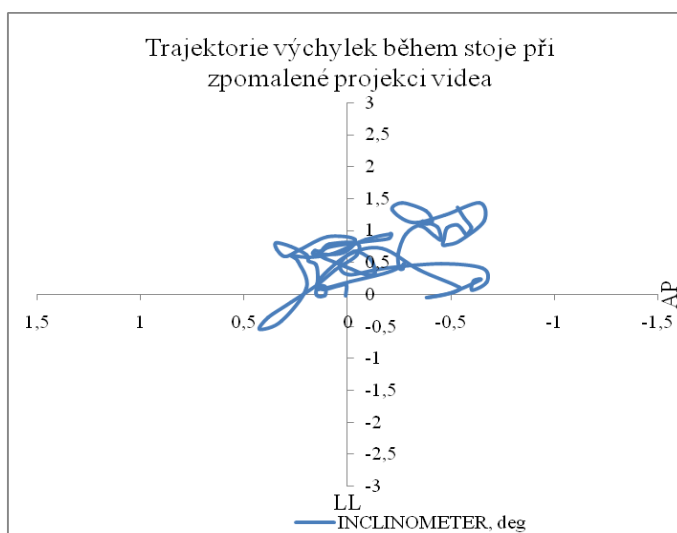 Trajektorie výchylek během stoje při
zpomalené projekci videa
3
2,5
2
1,5
1
0,5
0
-0,5
-1
-1,5
-2
-2,5
-3
1,5 1 0,5 0 -0,5 -1 -1,5
AP
LL
INCLINOMETER, deg